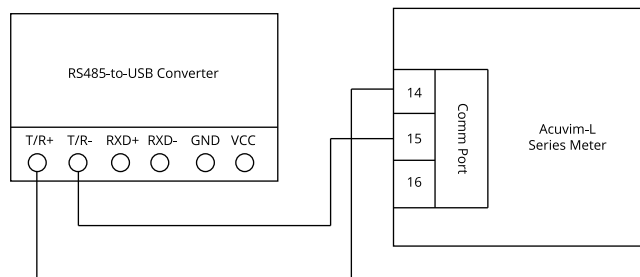 RS485-to-USB Converter
T/R+ T/R- RXD+ RXD- GND VCC
14
15
16
Comm Port
Acuvim-L
Series Meter